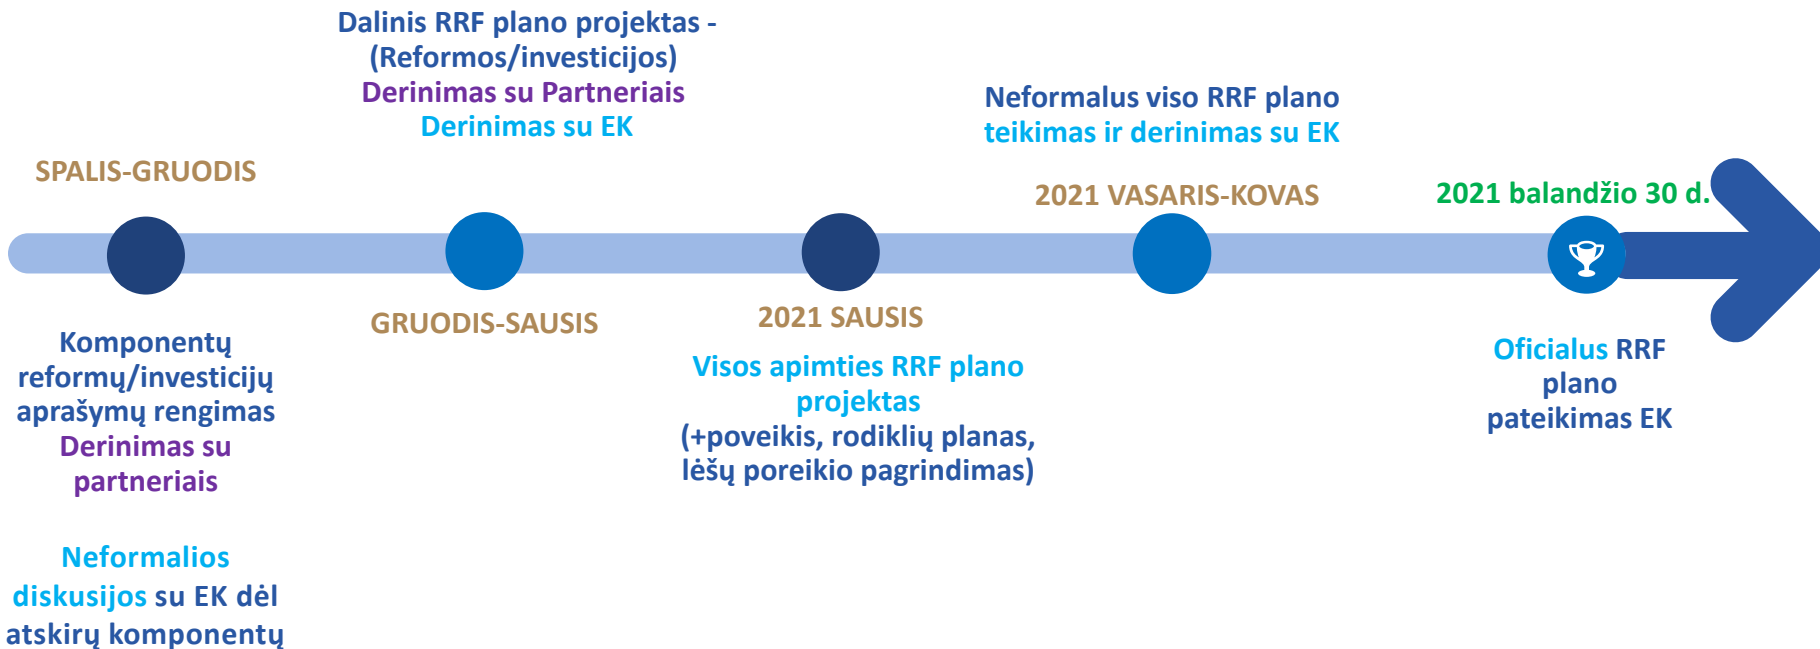 SPALIS-GRUODIS
Komponentų
reformų/investicijų
aprašymų rengimas
Derinimas su
partneriais
Neformalios
diskusijos su EK dėl
atskirų komponentų
Dalinis RRF plano projektas -
(Reformos/investicijos)
Derinimas su Partneriais
Derinimas su EK
GRUODIS-SAUSIS
2021 SAUSIS
Visos apimties RRF plano
projektas
(+poveikis, rodiklių planas,
lėšų poreikio pagrindimas)
Neformalus viso RRF plano
teikimas ir derinimas su EK
2021 VASARIS-KOVAS
2021 balandžio 30 d.
Oficialus RRF
plano
pateikimas EK